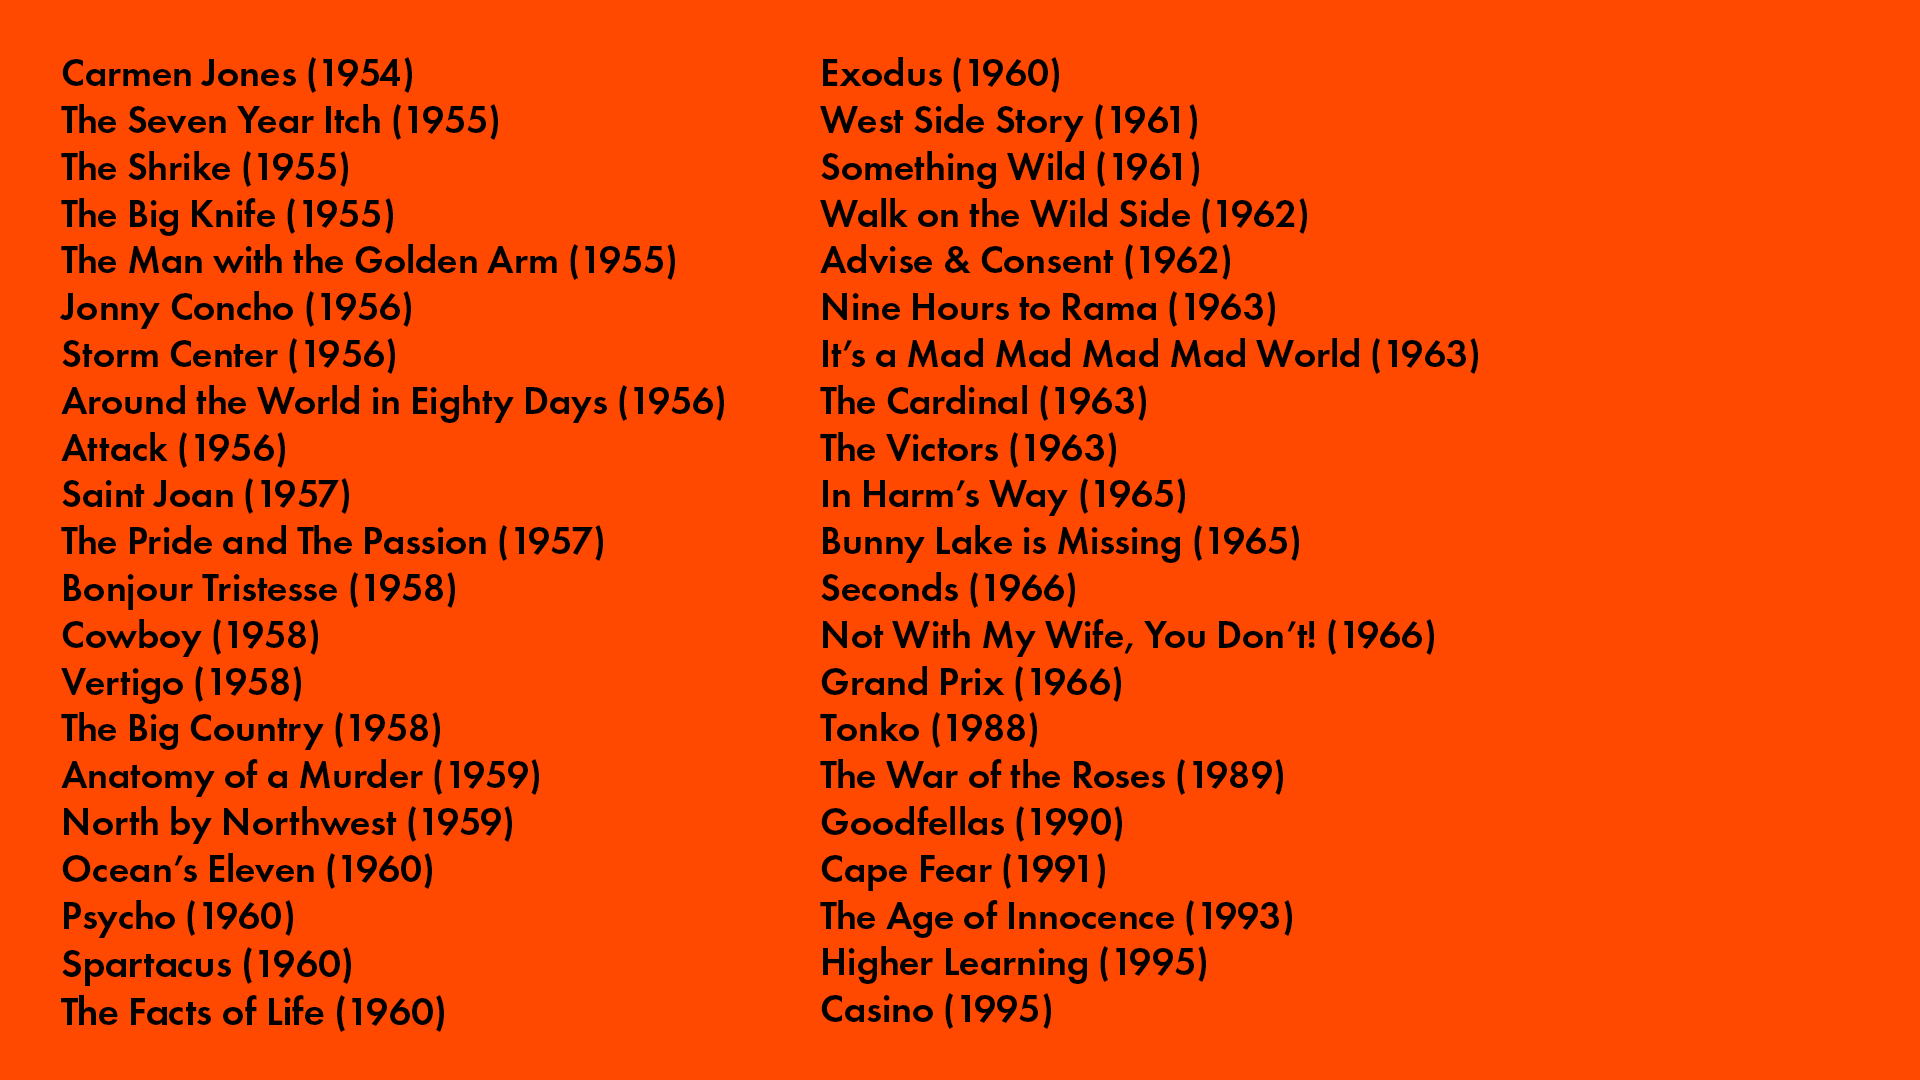 Carmen Jones (1954)
The Seven Year Itch (1955)
The Shrike (1955)
The Big Knife (1955)
The Man with the Golden Arm (1955)
Jonny Concho (1956)
Storm Center (1956)
Around the World in Eighty Days (1956)
Attack (1956)
Saint Joan (1957)
The Pride and The Passion (1957)
Bonjour Tristesse (1958)
Cowboy (1958)
Vertigo (1958)
The Big Country (1958)
Anatomy of a Murder (1959)
North by Northwest (1959)
Ocean’s Eleven (1960)
Psycho (1960)
Spartacus (1960)
The Facts of Life (1960)
Exodus (1960)
West Side Story (1961)
Something Wild (1961)
Walk on the Wild Side (1962)
Advise & Consent (1962)
Nine Hours to Rama (1963)
It’s a Mad Mad Mad Mad World (1963)
The Cardinal (1963)
The Victors (1963)
In Harm’s Way (1965)
Bunny Lake is Missing (1965)
Seconds (1966)
Not With My Wife, You Don’t! (1966)
Grand Prix (1966)
Tonko (1988)
The War of the Roses (1989)
Goodfellas (1990)
Cape Fear (1991)
The Age of Innocence (1993)
Higher Learning (1995)
Casino (1995)